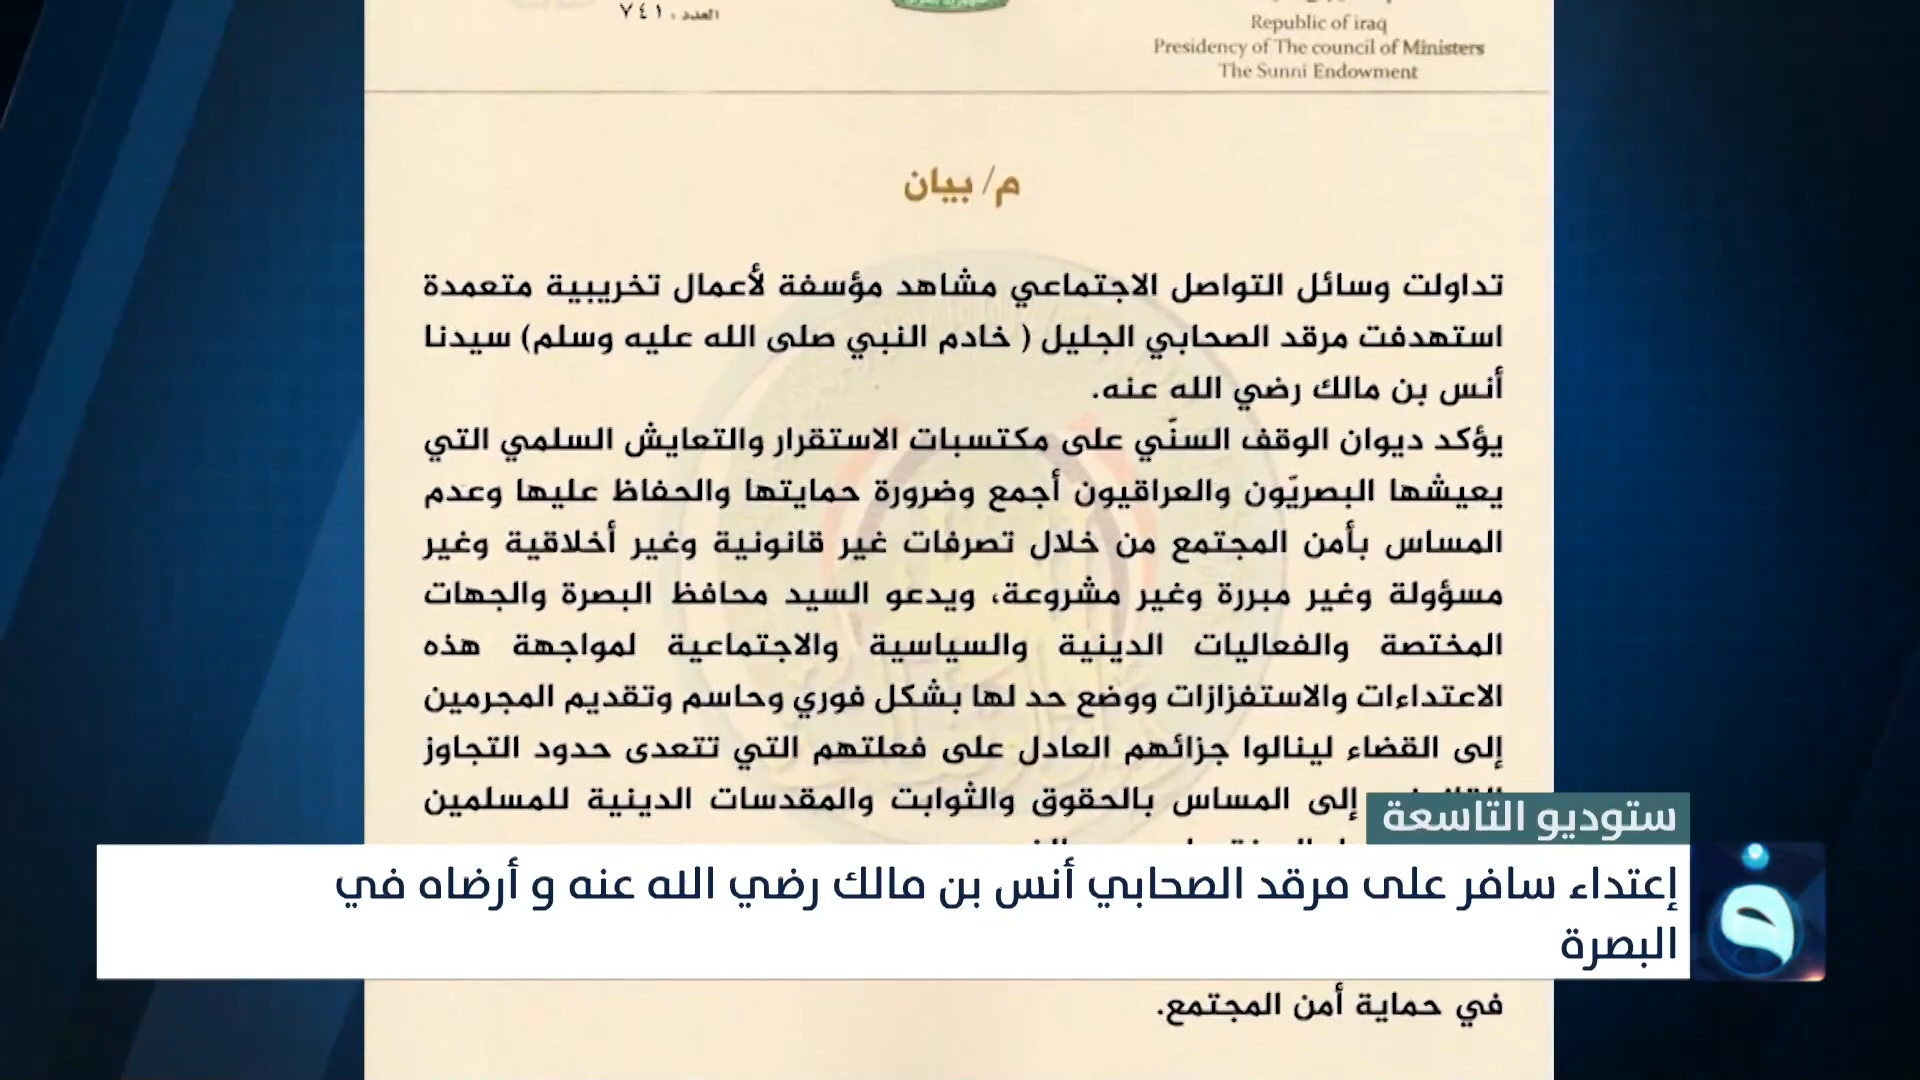 العدد: ٧٤١
Republic of iraq
Presidency of The council of Ministers
The Sunni Endowment
م/ بيان
تداولت وسائل التواصل الاجتماعي مشاهد مؤسفة لأعمال تخريبية متعمدة
استهدفت مرقد الصحابي الجليل ( خادم النبي صلى الله عليه وسلم) سيدنا
أنس بن مالك رضي الله عنه.
يؤكد ديوان الوقف السنّي على مكتسبات الاستقرار والتعايش السلمي التي
يعيشها البصريّون والعراقيون أجمع وضرورة حمايتها والحفاظ عليها وعدم
المساس بأمن المجتمع من خلال تصرفات غير قانونية وغير أخلاقية وغير
مسؤولة وغير مبررة وغير مشروعة، ويدعو السيد محافظ البصرة والجهات
المختصة والفعاليات الدينية والسياسية والاجتماعية لمواجهة هذه
الاعتداءات والاستفزازات ووضع حد لها بشكل فوري وحاسم وتقديم المجرمين
إلى القضاء لينالوا جزائهم العادل على فعلتهم التي تتعدى حدود التجاوز
إلى المساس بالحقوق والثوابت والمقدسات الدينية للمسلمين
ستوديو التاسعة
إعتداء سافر على مرقد الصحابي أنس بن مالك رضي الله عنه و أرضاه في
البصرة
في حماية أمن المجتمع.